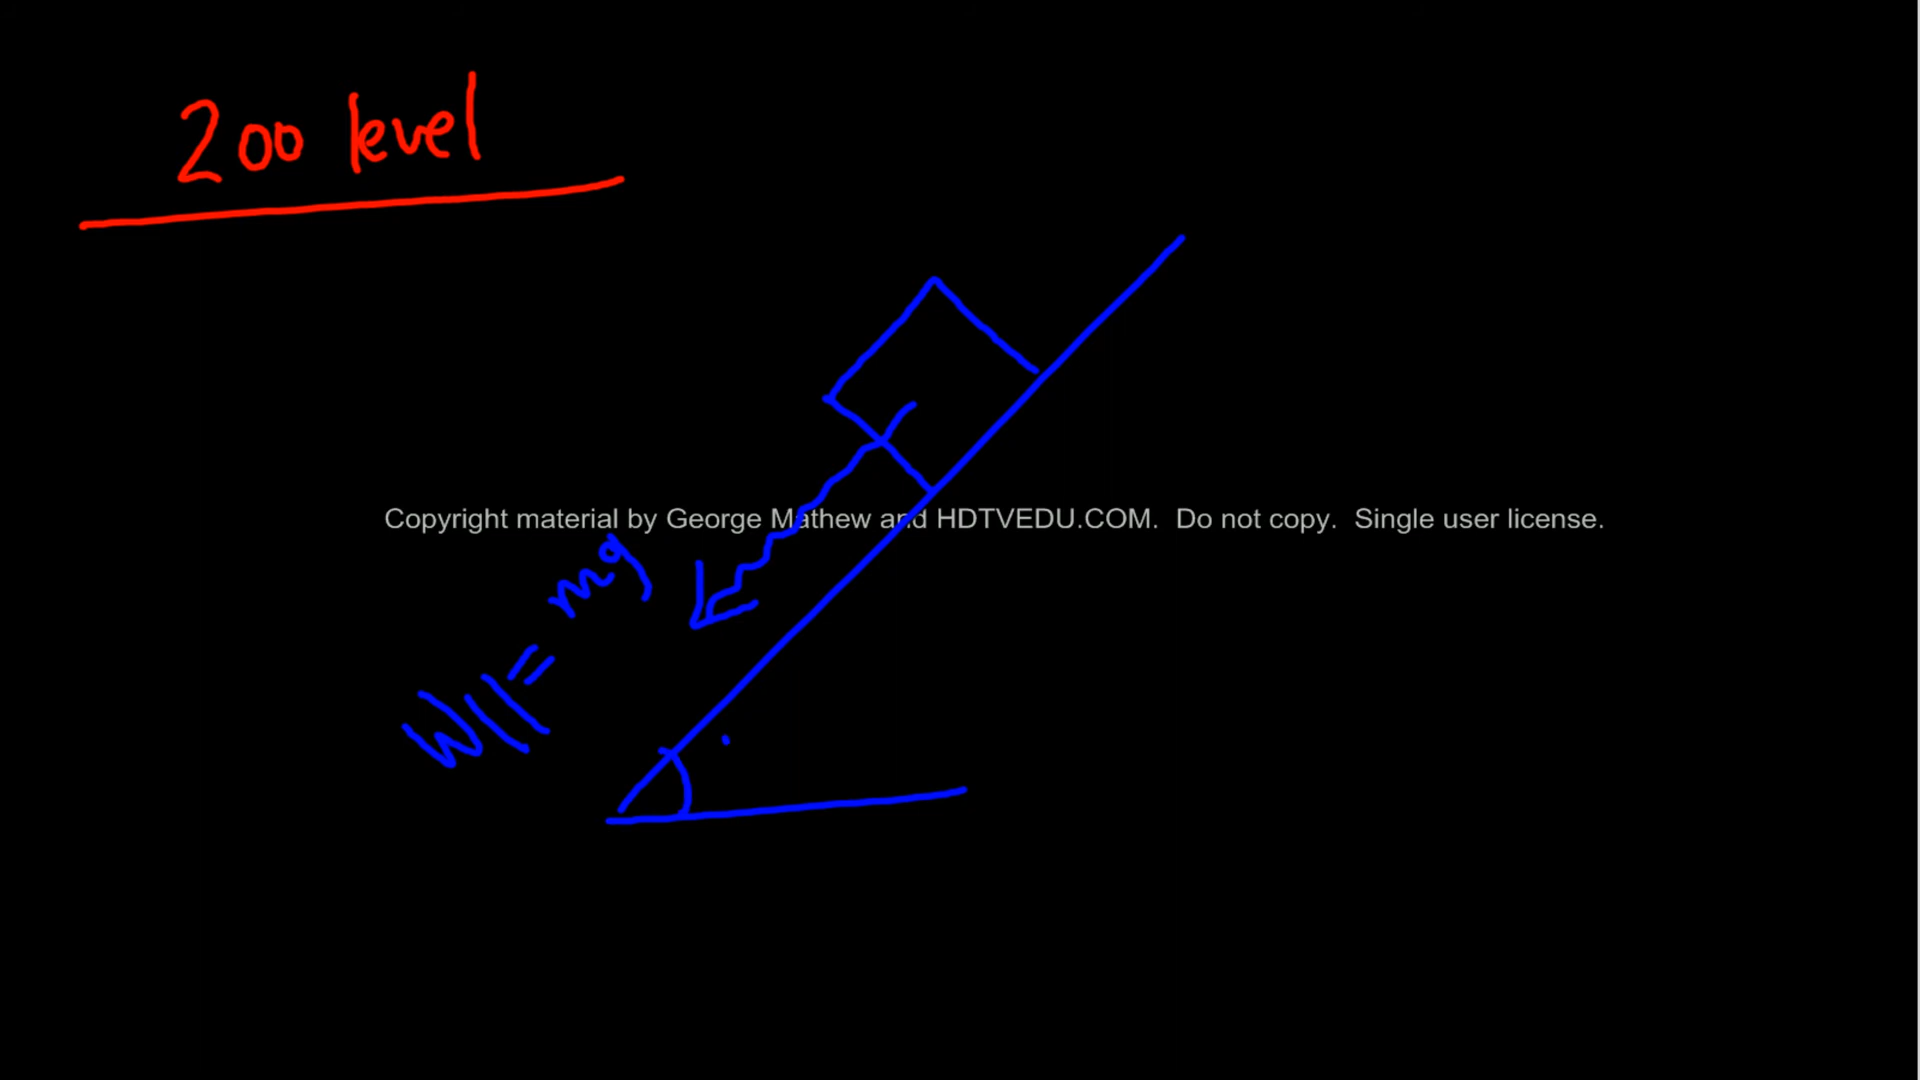 200 level
Copyright material by George Mathew and HDTVEDU.COM.  Do not copy.  Single user license.
W|| = mg